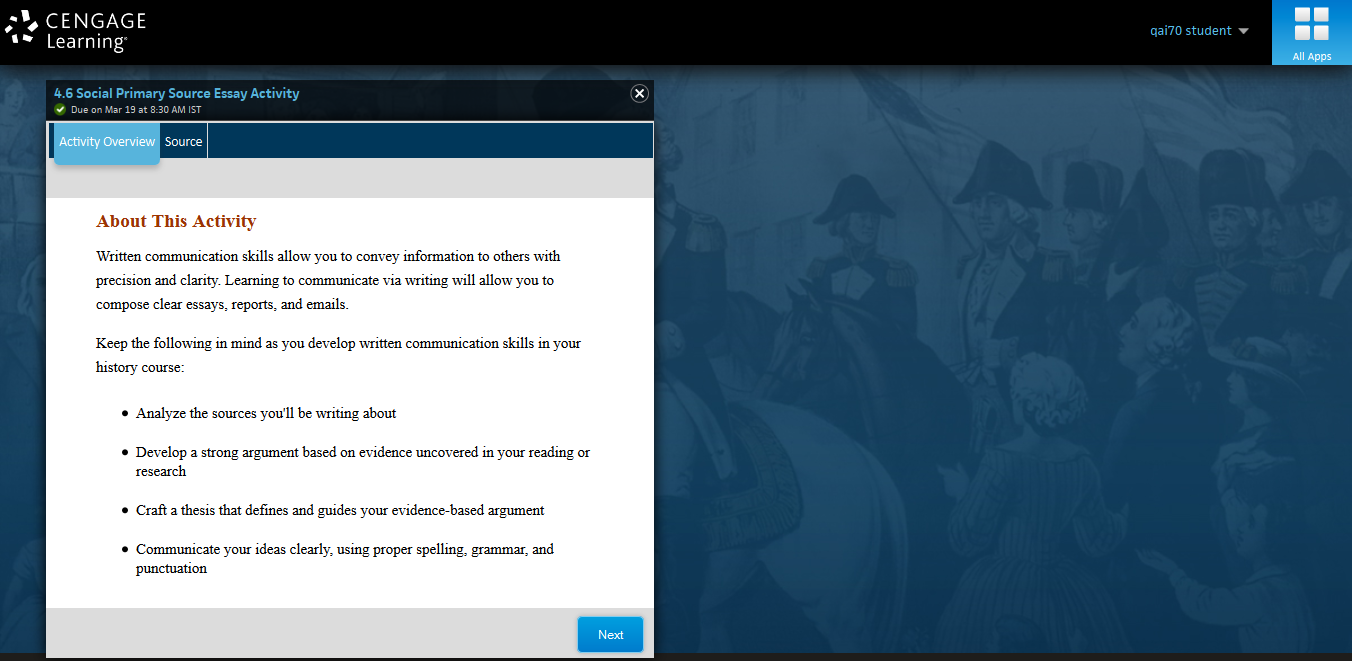 CENGAGE
Learning®
qai70 student
All Apps
4.6 Social Primary Source Essay Activity
Due on Mar 19 at 8:30 AM IST
Activity Overview
Source
About This Activity
Written communication skills allow you to convey information to others with
precision and clarity. Learning to communicate via writing will allow you to
compose clear essays, reports, and emails.
Keep the following in mind as you develop written communication skills in your
history course:
• Analyze the sources you'll be writing about
• Develop a strong argument based on evidence uncovered in your reading or
research
• Craft a thesis that defines and guides your evidence-based argument
• Communicate your ideas clearly, using proper spelling, grammar, and
punctuation
Next